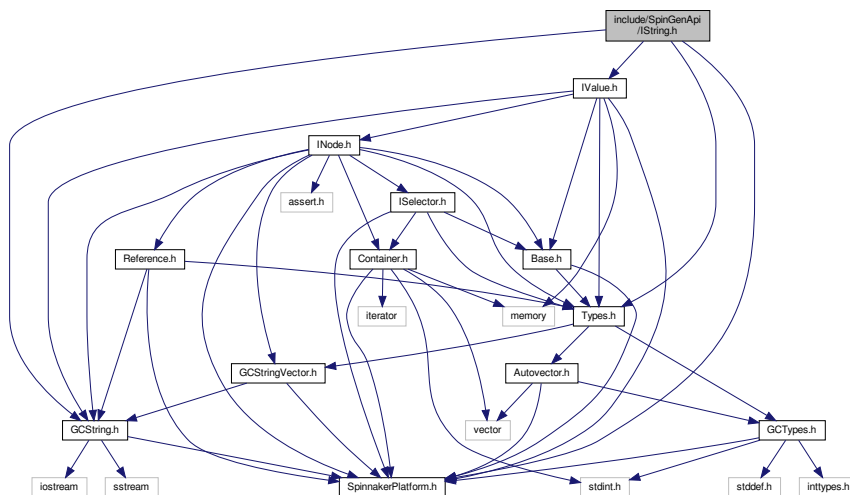 include/SpinGenApi
/IString.h
IValue.h
INode.h
assert.h
ISelector.h
Reference.h
Container.h
Base.h
iterator
memory
Types.h
GCStringVector.h
Autovector.h
GCString.h
vector
GCTypes.h
iostream
sstream
SpinnakerPlatform.h
stdint.h
stddef.h
inttypes.h